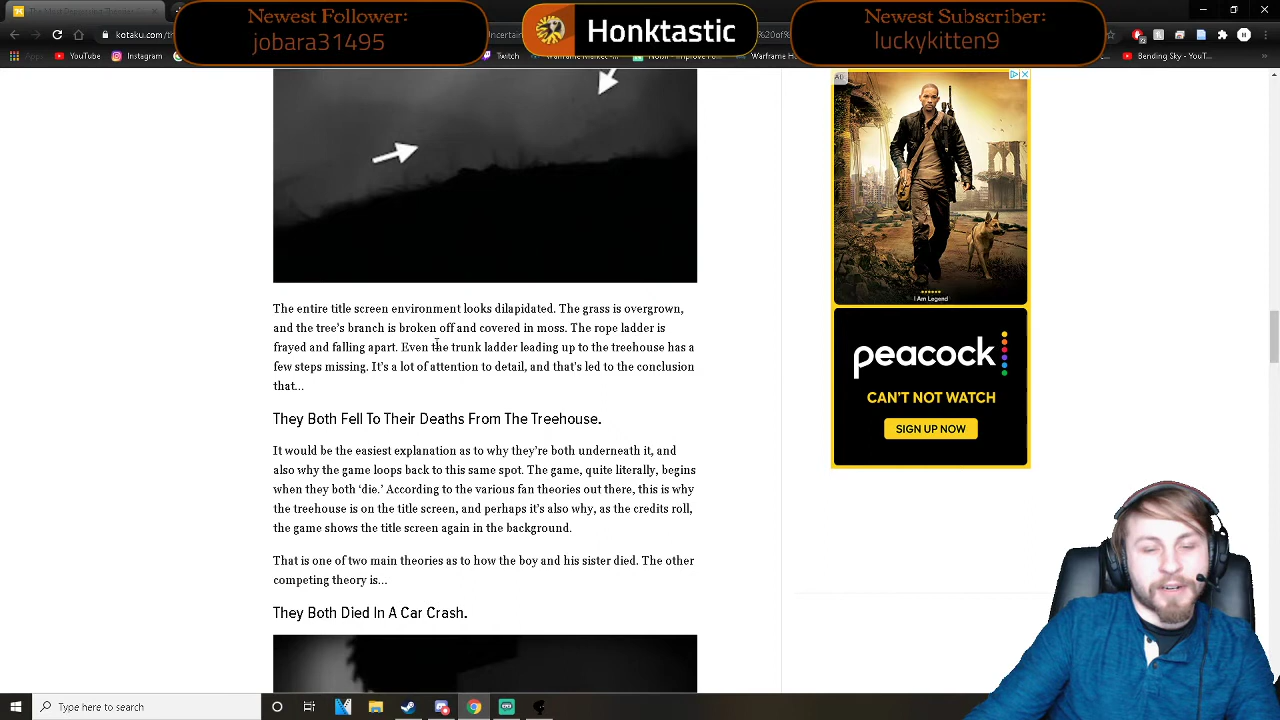 Newest Follower:
jobara31495
Honktastic
Newest Subscriber:
luckykitten9
kotaku.com
YouTube
Instagram
Twitch
Bending Sky - YouT...
AD
I Am Legend
peacock
CAN'T NOT WATCH
SIGN UP NOW
The entire title screen environment looks dilapidated. The grass is overgrown,
and the tree's branch is broken off and covered in moss. The rope ladder is
frayed and falling apart. Even the trunk ladder leading up to the treehouse has a
few steps missing. It's a lot of attention to detail, and that's led to the conclusion
that...
They Both Fell To Their Deaths From The Treehouse.
It would be the easiest explanation as to why they're both underneath it, and
also why the game loops back to this same spot. The game, quite literally, begins
when they both 'die.' According to the various fan theories out there, this is why
the treehouse is on the title screen, and perhaps it's also why, as the credits roll,
the game shows the title screen again in the background.
That is one of two main theories as to how the boy and his sister died. The other
competing theory is...
They Both Died In A Car Crash.
Type here to search